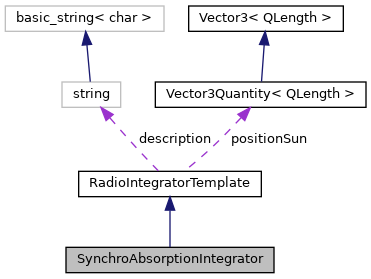 basic_string< char >
Vector3< QLength >
string
Vector3Quantity< QLength >
description
positionSun
RadioIntegratorTemplate
SynchroAbsorptionIntegrator